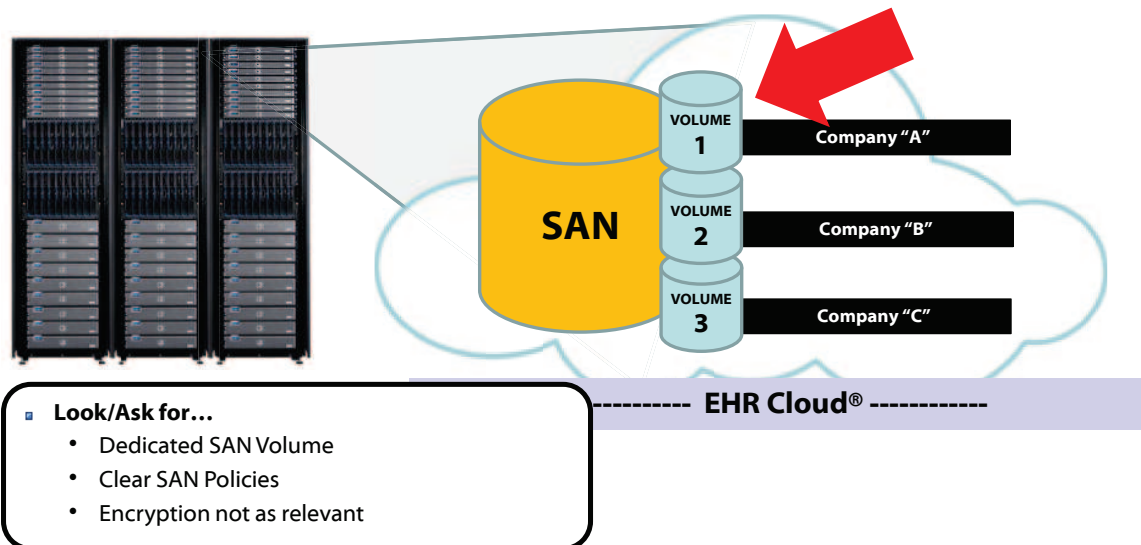 VOLUME
1
Company “A”
SAN
VOLUME
2
Company “B”
VOLUME
3
Company “C”
---------- EHR Cloud® ------------
Look/Ask for…
• Dedicated SAN Volume
• Clear SAN Policies
• Encryption not as relevant